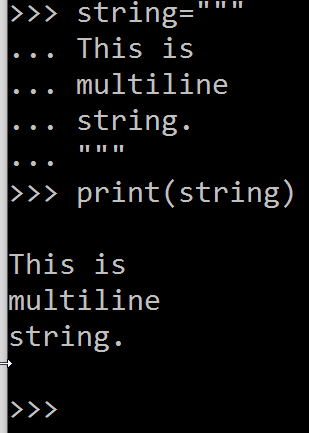 >>> string="""
... This is
... multiline
... string.
... """
>>> print(string)

This is
multiline
string.

>>>